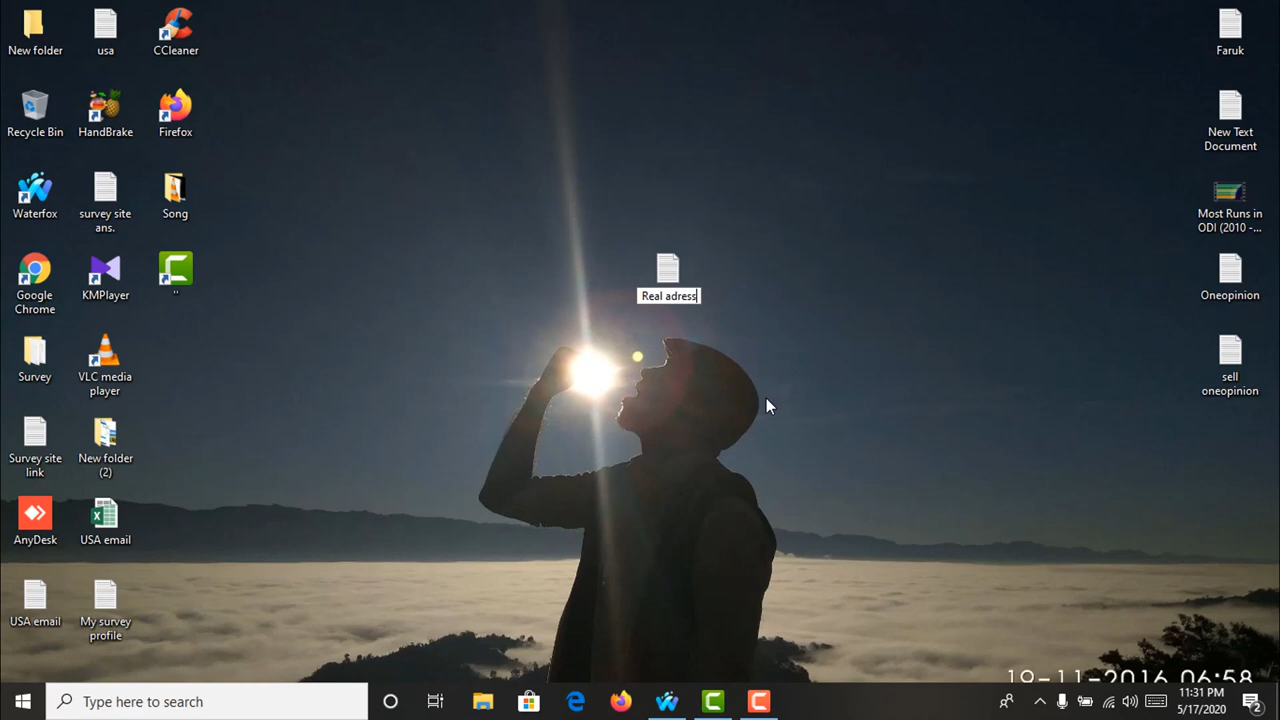 New folder
usa
CCleaner
Faruk
Recycle Bin
HandBrake
Firefox
New Text
Document
Waterfox
survey site
ans.
Song
Most Runs in
ODI (2010 -...
Google
Chrome
KMPlayer
''
Real adress
Oneopinion
Survey
VLC media
player
sell
oneopinion
Survey site
link
New folder
(2)
AnyDesk
USA email
USA email
My survey
profile
19-11-2016 06:58
Type here to search
11:31 PM
5/17/2020
2